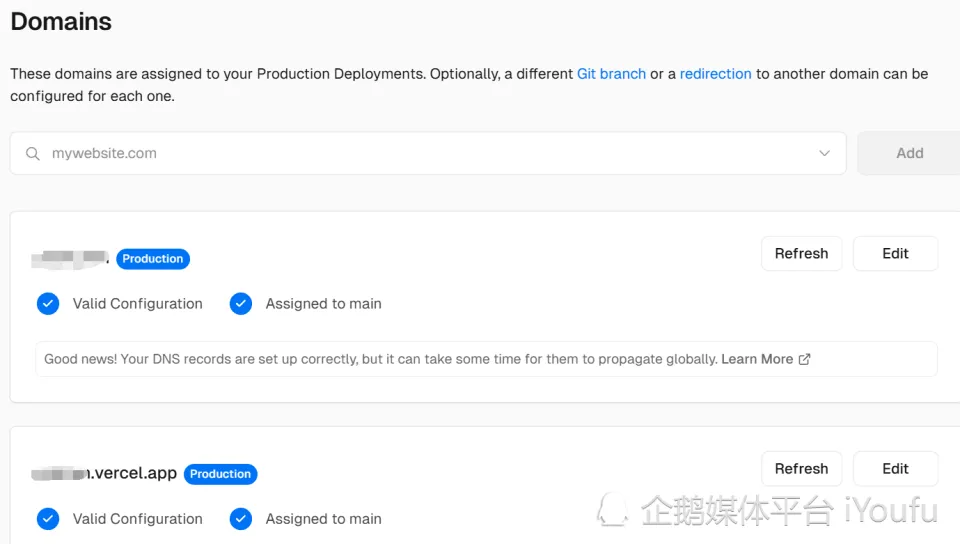 Domains
These domains are assigned to your Production Deployments. Optionally, a different Git branch or a redirection to another domain can be
configured for each one.
mywebsite.com
Add
Production
Refresh
Edit
Valid Configuration
Assigned to main
Good news! Your DNS records are set up correctly, but it can take some time for them to propagate globally. Learn More
.vercel.app
Production
Refresh
Edit
Valid Configuration
Assigned to main
企鹅媒体平台 iYoufu